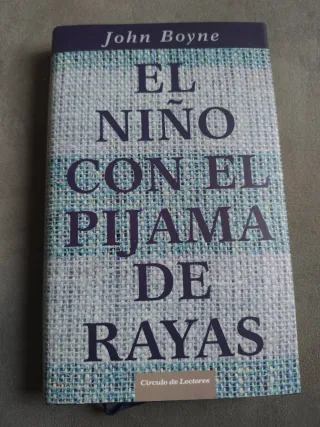 John Boyne
EL
NIÑO
CON EL
PIJAMA
DE
RAYAS
Círculo de Lectores